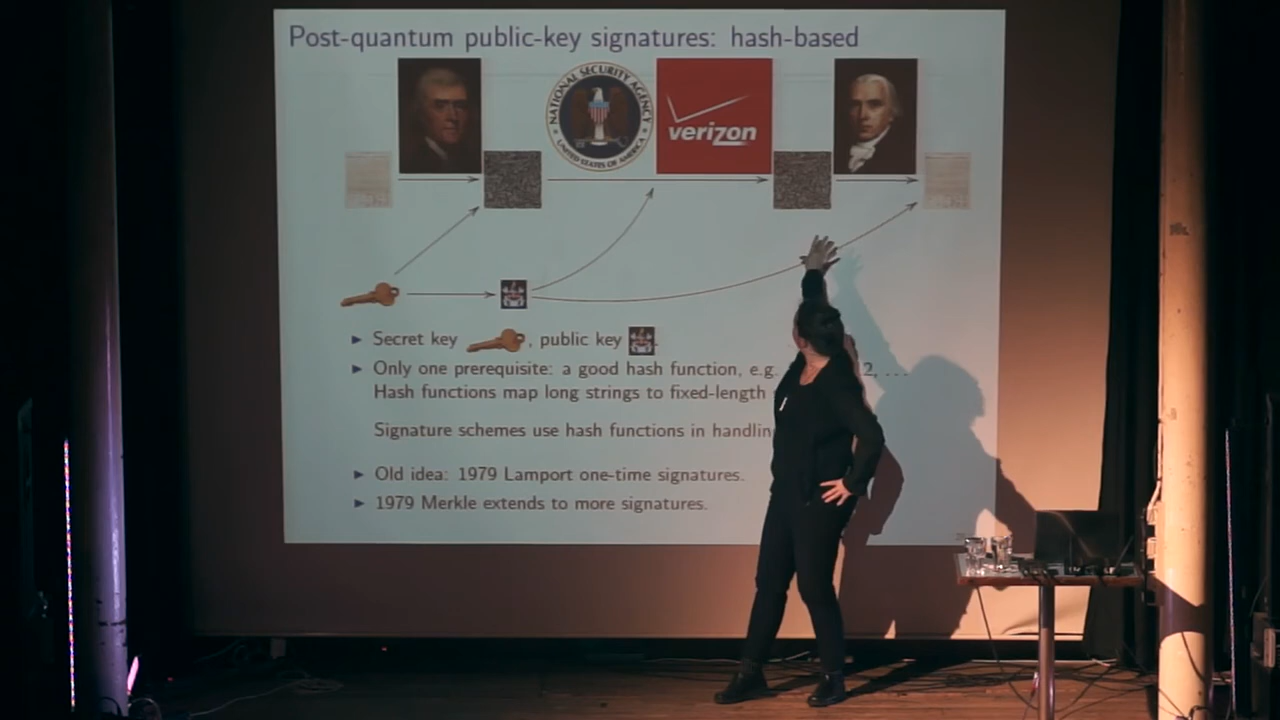 Post-quantum public-key signatures: hash-based
NATIONAL SECURITY AGENCY
UNITED STATES OF AMERICA
verizon
Secret key , public key .
Only one prerequisite: a good hash function, e.g. 2, …
Hash functions map long strings to fixed-length
Signature schemes use hash functions in
Old idea: 1979 Lamport one-time signatures.
1979 Merkle extends to more signatures.